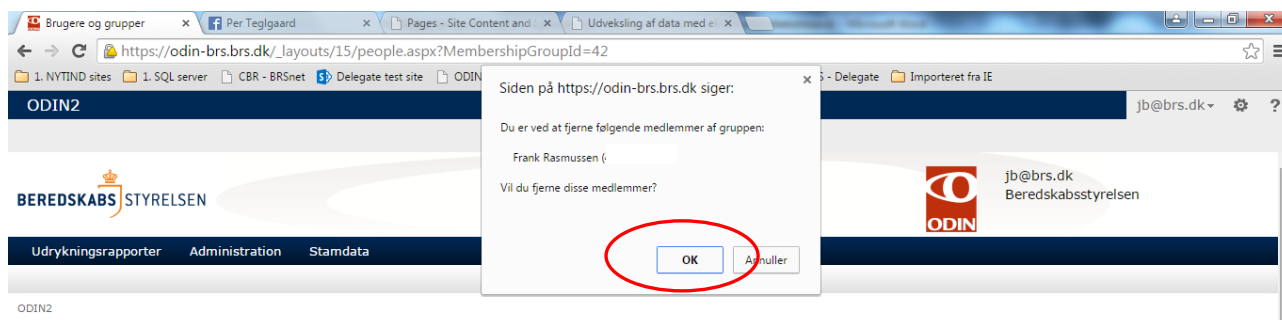 Brugere og grupper
Per Teglgaard
Pages - Site Content and
Udveksling af data med el
https://odin-brs.brs.dk/_layouts/15/people.aspx?MembershipGroupId=42
1. NYTIND sites
1. SQL server
CBR - BRSnet
Delegate test site
ODIN
- Delegate
Importeret fra IE
Siden på https://odin-brs.brs.dk siger:
Du er ved at fjerne følgende medlemmer af gruppen:
Frank Rasmussen (
Vil du fjerne disse medlemmer?
OK
Annuller
ODIN2
jb@brs.dk
?
BEREDSKABS STYRELSEN
ODIN
jb@brs.dk
Beredskabsstyrelsen
Udrykningsrapporter
Administration
Stamdata
ODIN2